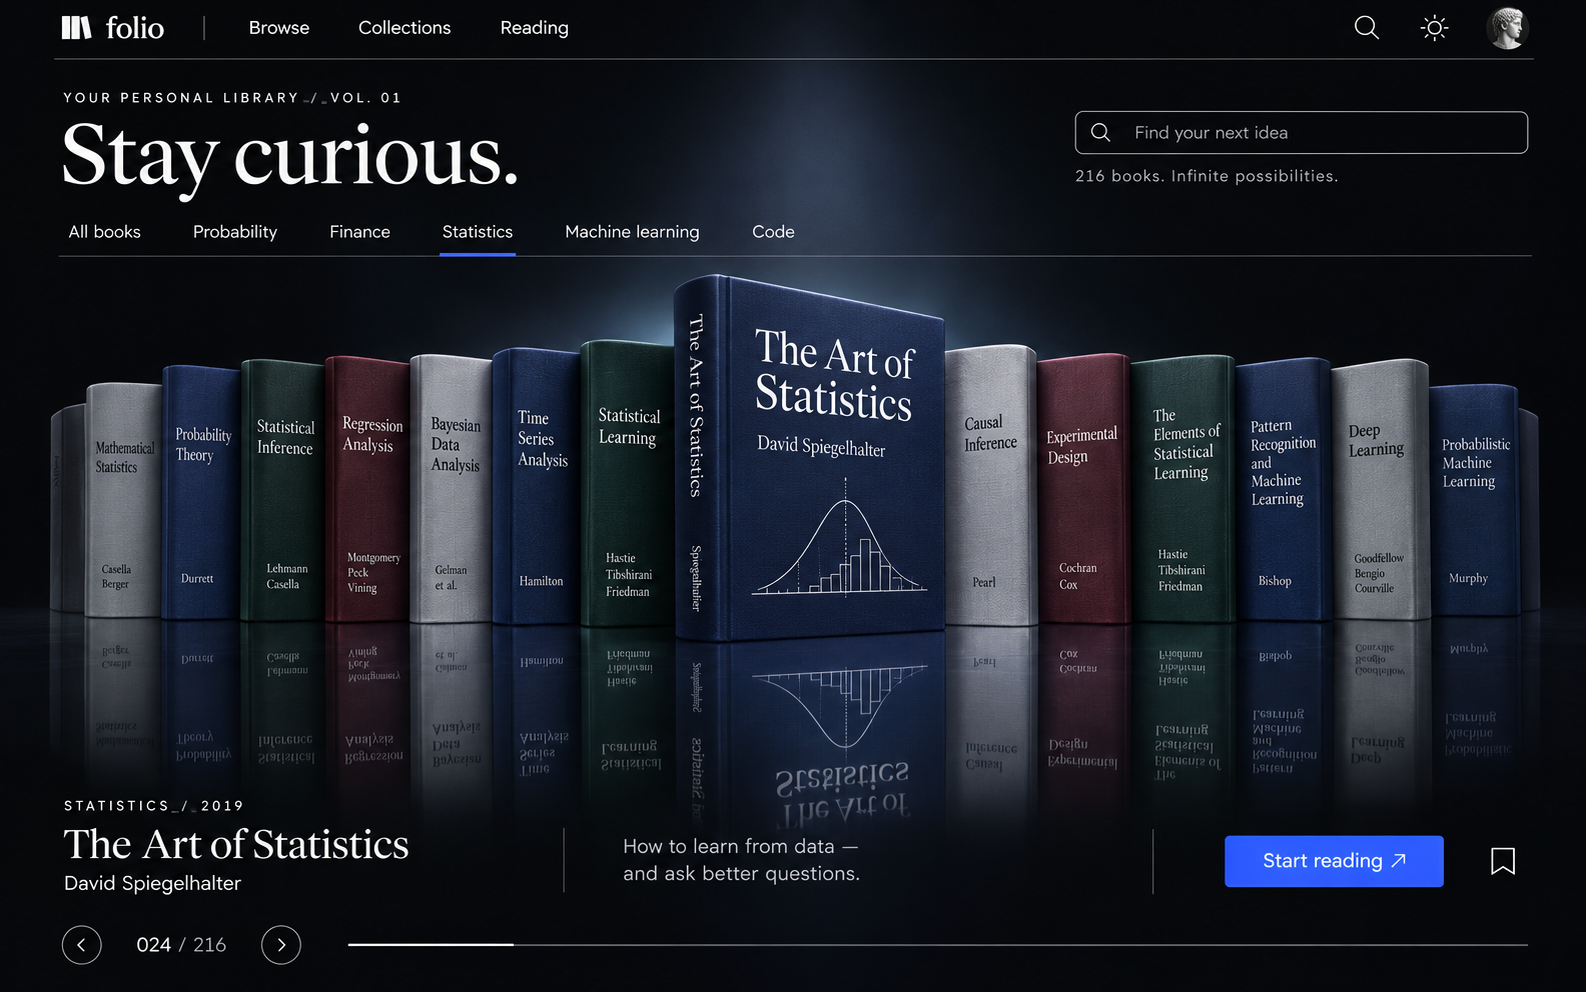 folio
Browse
Collections
Reading
YOUR PERSONAL LIBRARY / VOL. 01
Stay curious.
Find your next idea
216 books. Infinite possibilities.
All books
Probability
Finance
Statistics
Machine learning
Code
Mathematical
Statistics
Casella
Berger
Probability
Theory
Durrett
Statistical
Inference
Lehmann
Casella
Regression
Analysis
Montgomery
Peck
Vining
Bayesian
Data
Analysis
Gelman
et al.
Time
Series
Analysis
Hamilton
Statistical
Learning
Hastie
Tibshirani
Friedman
The Art of Statistics
Spiegelhalter
The Art of
Statistics
David Spiegelhalter
Causal
Inference
Pearl
Experimental
Design
Cochran
Cox
The
Elements of
Statistical
Learning
Hastie
Tibshirani
Friedman
Pattern
Recognition
and
Machine
Learning
Bishop
Deep
Learning
Goodfellow
Bengio
Courville
Probabilistic
Machine
Learning
Murphy
STATISTICS / 2019
The Art of Statistics
David Spiegelhalter
How to learn from data —
and ask better questions.
Start reading ↗
024 / 216